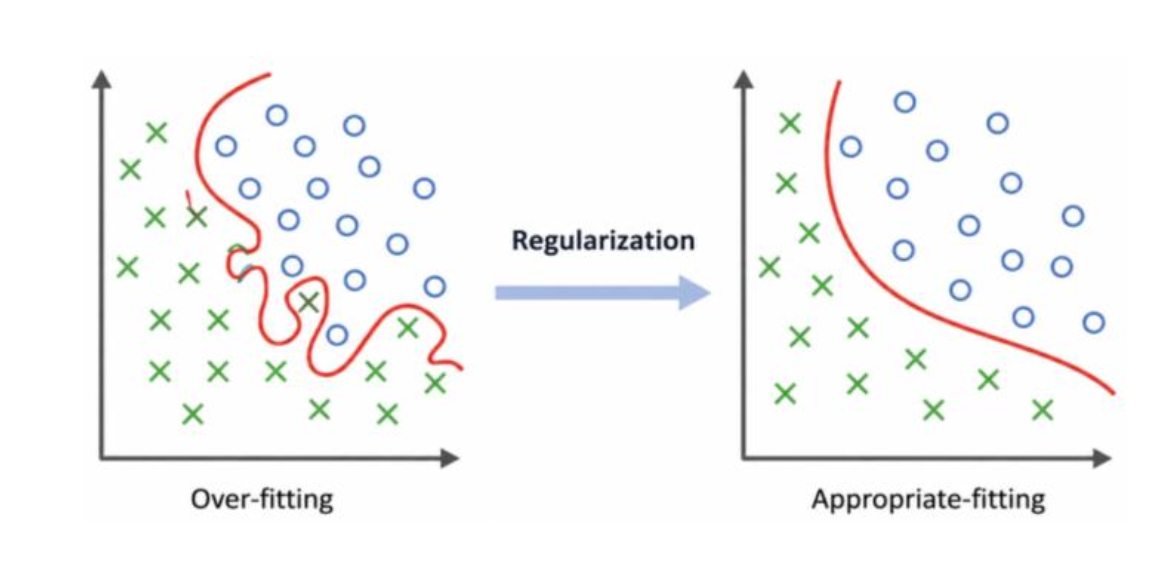 Regularization
Over-fitting
Appropriate-fitting